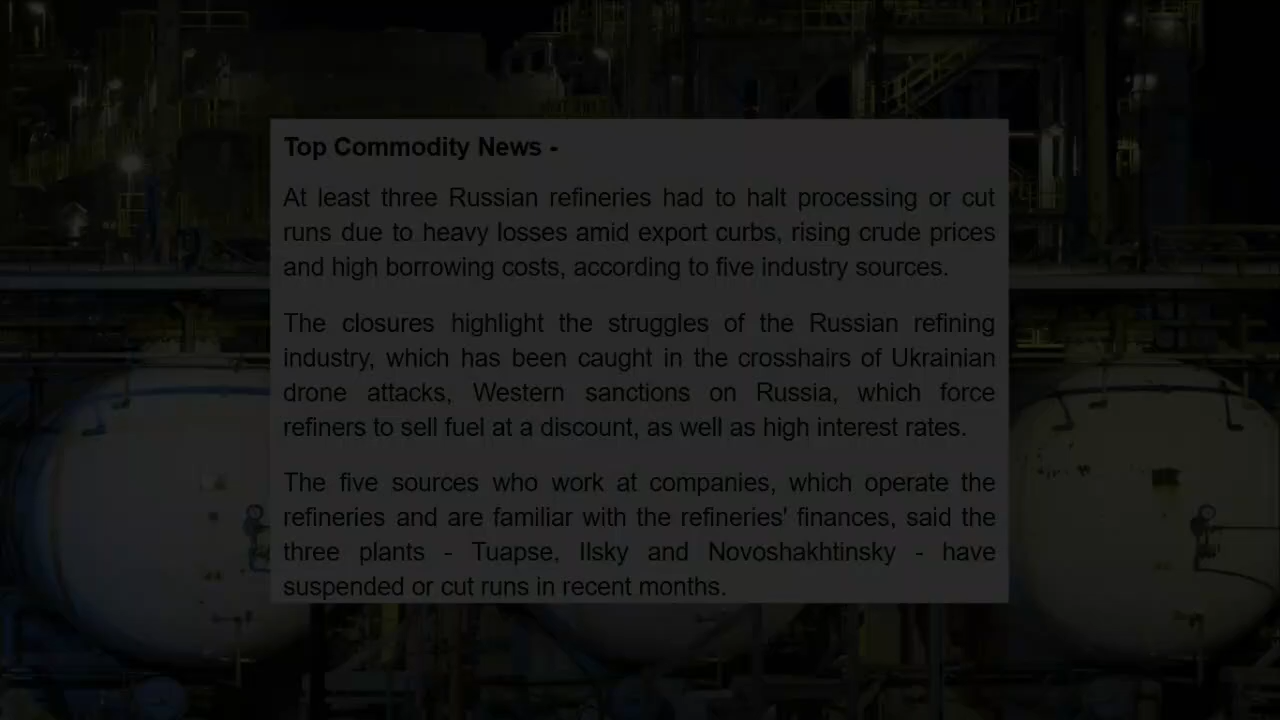 Top Commodity News -
At least three Russian refineries had to halt processing or cut
runs due to heavy losses amid export curbs, rising crude prices
and high borrowing costs, according to five industry sources.
The closures highlight the struggles of the Russian refining
industry, which has been caught in the crosshairs of Ukrainian
drone attacks, Western sanctions on Russia, which force
refiners to sell fuel at a discount, as well as high interest rates.
The five sources who work at companies, which operate the
refineries and are familiar with the refineries' finances, said the
three plants - Tuapse, Ilsky and Novoshakhtinsky - have
suspended or cut runs in recent months.